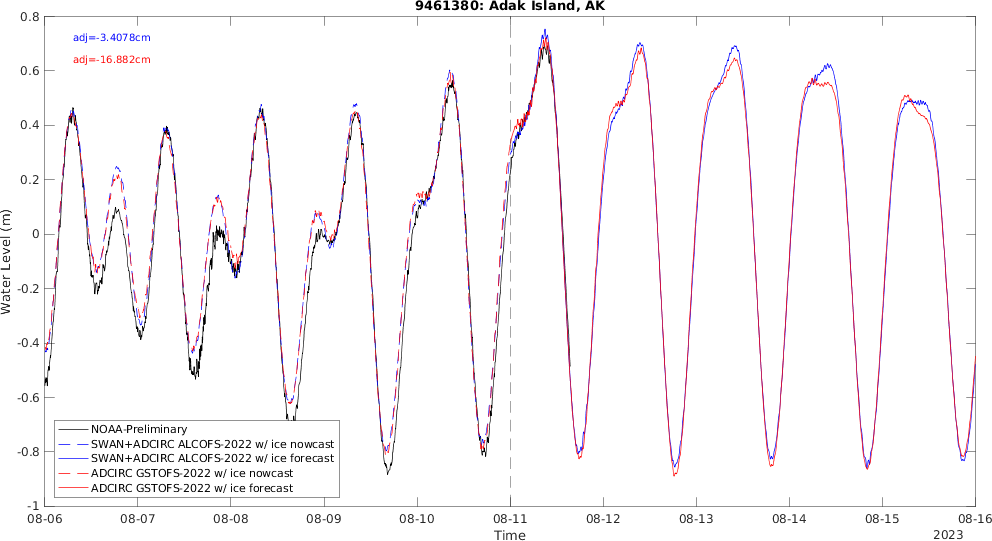 9461380: Adak Island, AK
adj=-3.4078cm
adj=-16.882cm
Water Level (m)
0.8
0.6
0.4
0.2
0
-0.2
-0.4
-0.6
-0.8
-1
NOAA-Preliminary
SWAN+ADCIRC ALCOFS-2022 w/ ice nowcast
SWAN+ADCIRC ALCOFS-2022 w/ ice forecast
ADCIRC GSTOFS-2022 w/ ice nowcast
ADCIRC GSTOFS-2022 w/ ice forecast
08-06 08-07 08-08 08-09 08-10 08-11 08-12 08-13 08-14 08-15 08-16
Time
2023